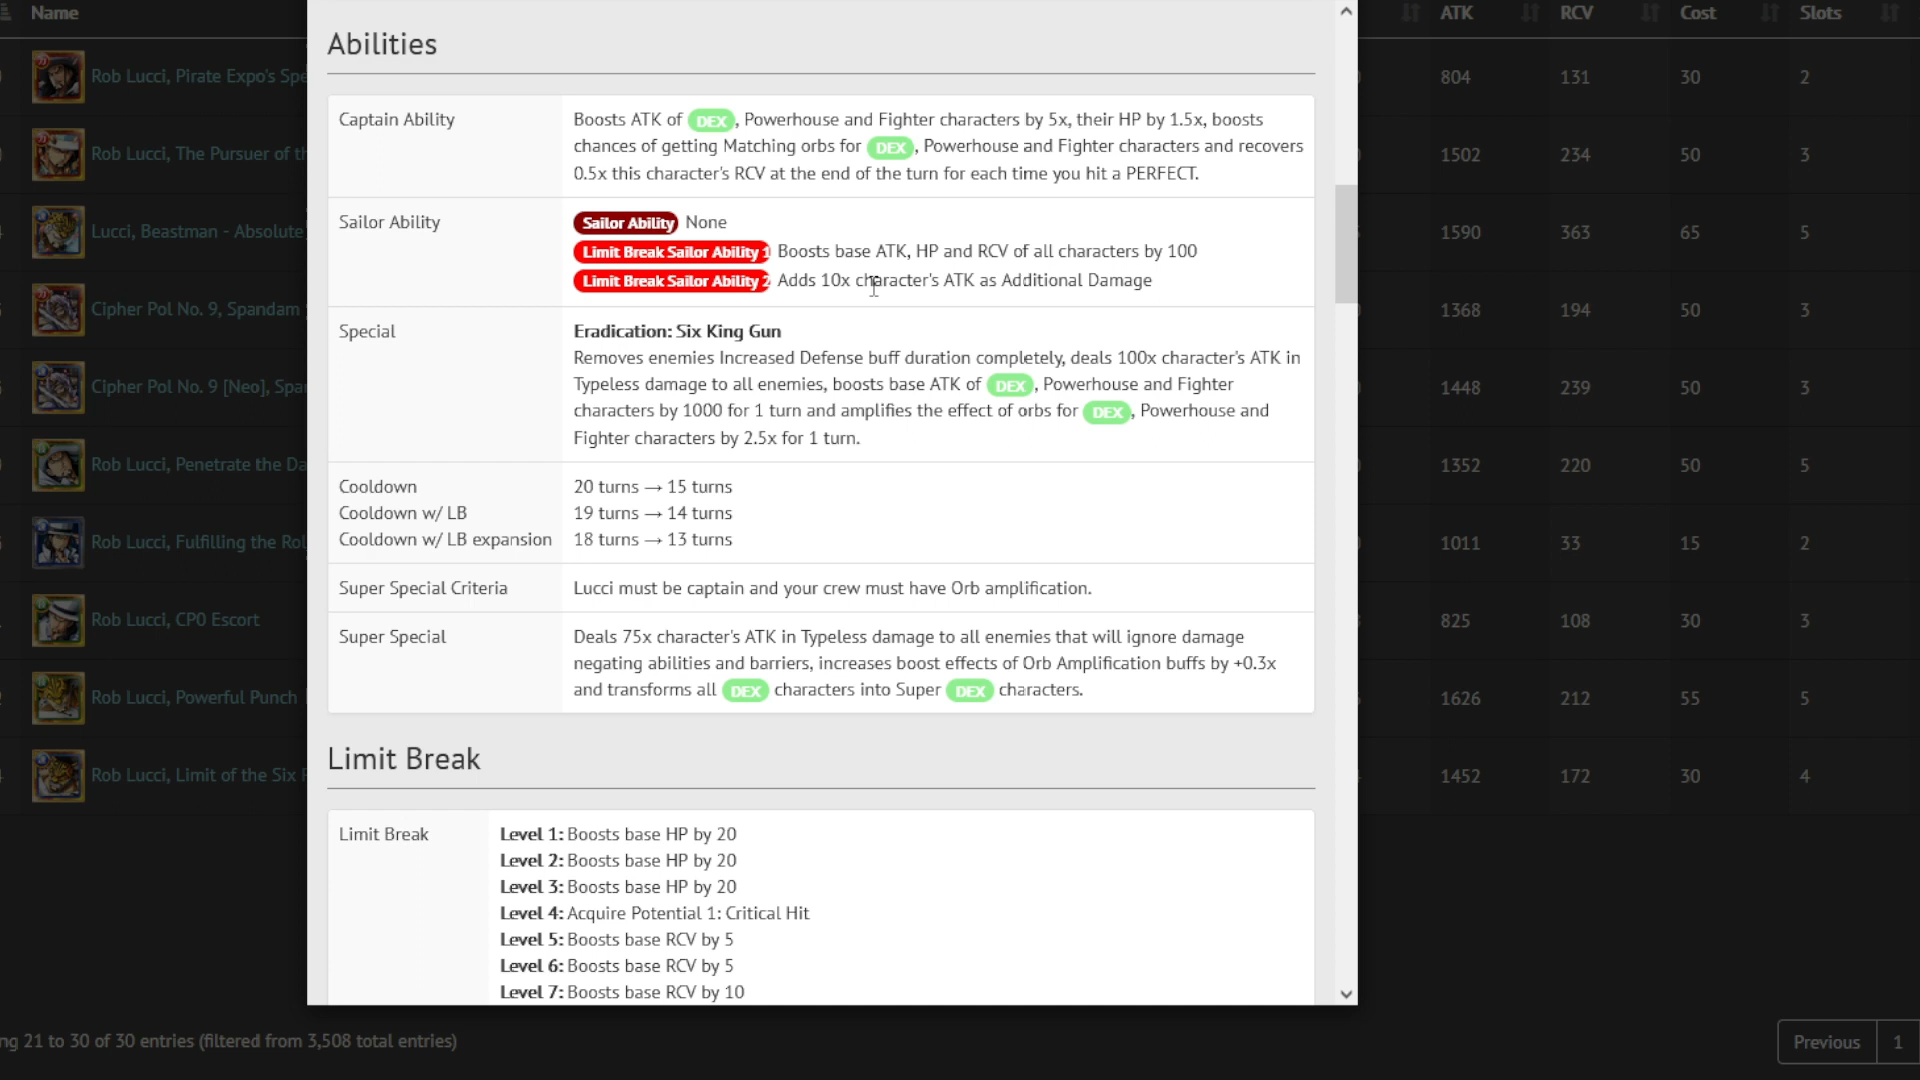 Name ATK RCV Cost Slots
Rob Lucci, Pirate Expo's Spe 804 131 30 2
Rob Lucci, The Pursuer of th 1502 234 50 3
Lucci, Beastman - Absolute 1590 363 65 5
Cipher Pol No. 9, Spandam 1368 194 50 3
Cipher Pol No. 9 [Neo], Spa 1448 239 50 3
Rob Lucci, Penetrate the Da 1352 220 50 5
Rob Lucci, Fulfilling the Rol 1011 33 15 2
Rob Lucci, CP0 Escort 825 108 30 3
Rob Lucci, Powerful Punch 1626 212 55 5
Rob Lucci, Limit of the Six 1452 172 30 4
Abilities
Captain Ability
Boosts ATK of DEX, Powerhouse and Fighter characters by 5x, their HP by 1.5x, boosts
chances of getting Matching orbs for DEX, Powerhouse and Fighter characters and recovers
0.5x this character's RCV at the end of the turn for each time you hit a PERFECT.
Sailor Ability
Sailor Ability None
Limit Break Sailor Ability 1 Boosts base ATK, HP and RCV of all characters by 100
Limit Break Sailor Ability 2 Adds 10x character's ATK as Additional Damage
Special
Eradication: Six King Gun
Removes enemies Increased Defense buff duration completely, deals 100x character's ATK in
Typeless damage to all enemies, boosts base ATK of DEX, Powerhouse and Fighter
characters by 1000 for 1 turn and amplifies the effect of orbs for DEX, Powerhouse and
Fighter characters by 2.5x for 1 turn.
Cooldown 20 turns → 15 turns
Cooldown w/ LB 19 turns → 14 turns
Cooldown w/ LB expansion 18 turns → 13 turns
Super Special Criteria Lucci must be captain and your crew must have Orb amplification.
Super Special
Deals 75x character's ATK in Typeless damage to all enemies that will ignore damage
negating abilities and barriers, increases boost effects of Orb Amplification buffs by +0.3x
and transforms all DEX characters into Super DEX characters.
Limit Break
Limit Break
Level 1: Boosts base HP by 20
Level 2: Boosts base HP by 20
Level 3: Boosts base HP by 20
Level 4: Acquire Potential 1: Critical Hit
Level 5: Boosts base RCV by 5
Level 6: Boosts base RCV by 5
Level 7: Boosts base RCV by 10
ng 21 to 30 of 30 entries (filtered from 3,508 total entries)
Previous 1